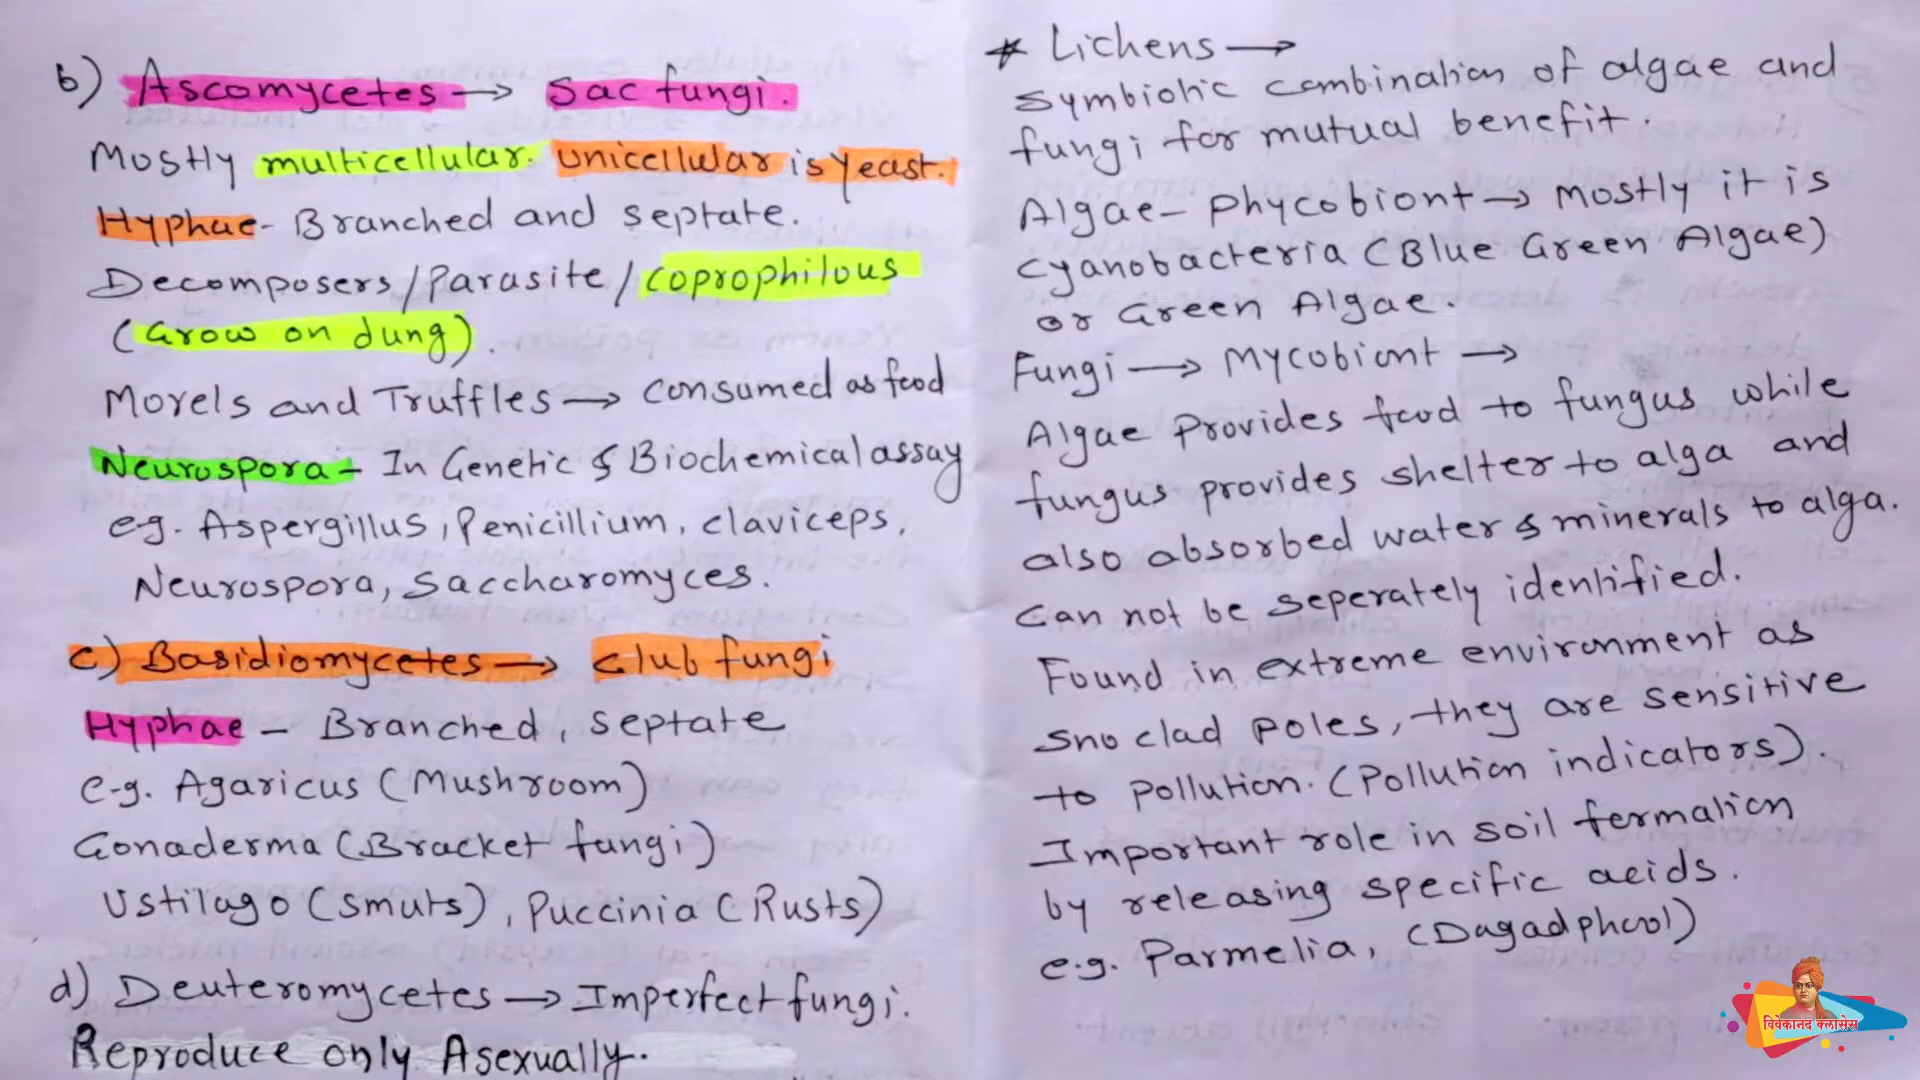 b) Ascomycetes → Sac fungi.
Mostly multicellular. Unicellular is yeast.
Hyphae - Branched and septate.
Decomposers/Parasite/coprophilous
(Grow on dung).
Morels and Truffles → consumed as food
Neurospora - In Genetic & Biochemical assay
e.g. Aspergillus, Penicillium, claviceps,
Neurospora, Saccharomyces.
c) Basidiomycetes → club fungi
Hyphae - Branched, septate
e.g. Agaricus (Mushroom)
Gonaderma (Bracket fungi)
Ustilago (Smuts), Puccinia (Rusts)
d) Deuteromycetes → Imperfect fungi.
Reproduce only Asexually.
* Lichens →
Symbiotic combination of algae and
fungi for mutual benefit.
Algae - Phycobiont → Mostly it is
cyanobacteria (Blue Green Algae)
or Green Algae.
Fungi → Mycobiont →
Algae provides food to fungus while
fungus provides shelter to alga and
also absorbed water & minerals to alga.
can not be seperately identified.
Found in extreme environment as
sno clad poles, they are sensitive
to pollution. (Pollution indicators).
Important role in soil formation
by releasing specific acids.
e.g. Parmelia, (Dagadphool)
विवेकानंद क्लासेस